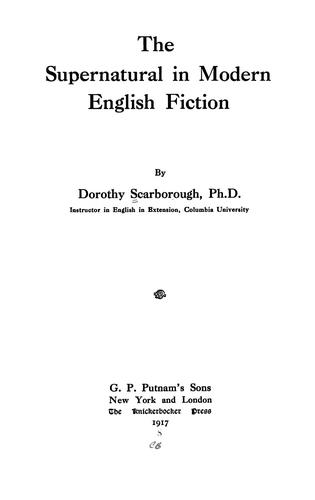 The
Supernatural in Modern
English Fiction
By
Dorothy Scarborough, Ph.D.
Instructor in English in Extension, Columbia University
G. P. Putnam's Sons
New York and London
The Knickerbocker Press
1917